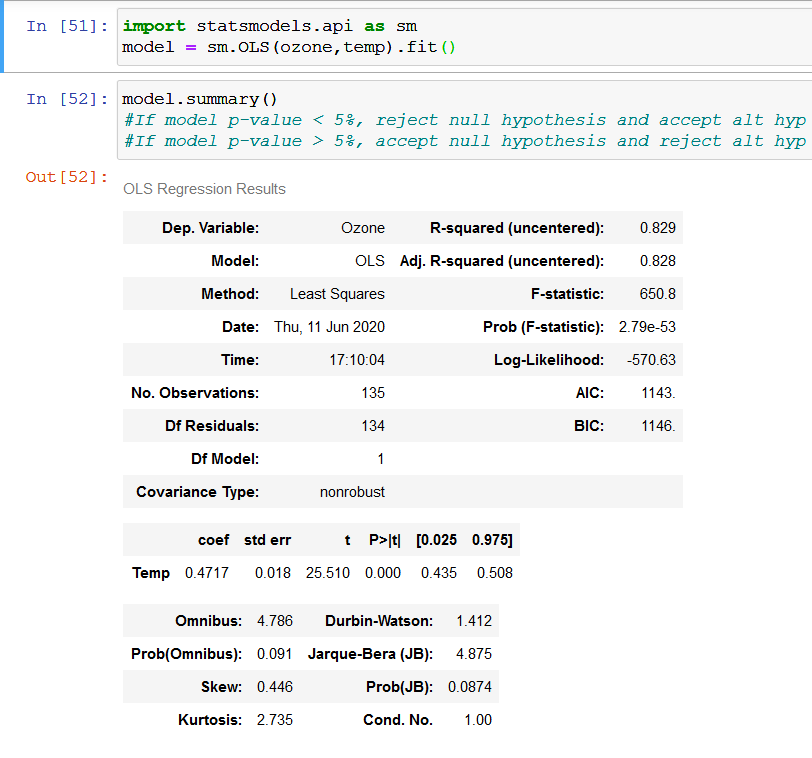 In [51]: import statsmodels.api as sm
model = sm.OLS(ozone,temp).fit()
In [52]: model.summary()
#If model p-value < 5%, reject null hypothesis and accept alt hyp
#If model p-value > 5%, accept null hypothesis and reject alt hyp
Out[52]:
OLS Regression Results
Dep. Variable: Ozone R-squared (uncentered): 0.829
Model: OLS Adj. R-squared (uncentered): 0.828
Method: Least Squares F-statistic: 650.8
Date: Thu, 11 Jun 2020 Prob (F-statistic): 2.79e-53
Time: 17:10:04 Log-Likelihood: -570.63
No. Observations: 135 AIC: 1143.
Df Residuals: 134 BIC: 1146.
Df Model: 1
Covariance Type: nonrobust
coef std err t P>|t| [0.025 0.975]
Temp 0.4717 0.018 25.510 0.000 0.435 0.508
Omnibus: 4.786 Durbin-Watson: 1.412
Prob(Omnibus): 0.091 Jarque-Bera (JB): 4.875
Skew: 0.446 Prob(JB): 0.0874
Kurtosis: 2.735 Cond. No. 1.00